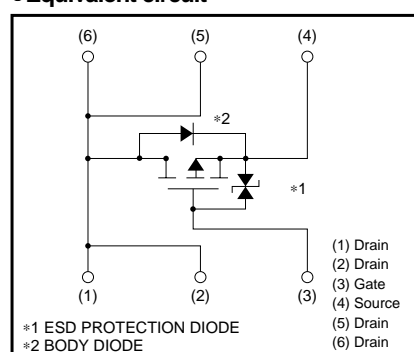 Equivalent circuit
(6) (5) (4)
∗2
∗1
(1) (2) (3)
(1) Drain
(2) Drain
(3) Gate
(4) Source
(5) Drain
(6) Drain
∗1 ESD PROTECTION DIODE
∗2 BODY DIODE